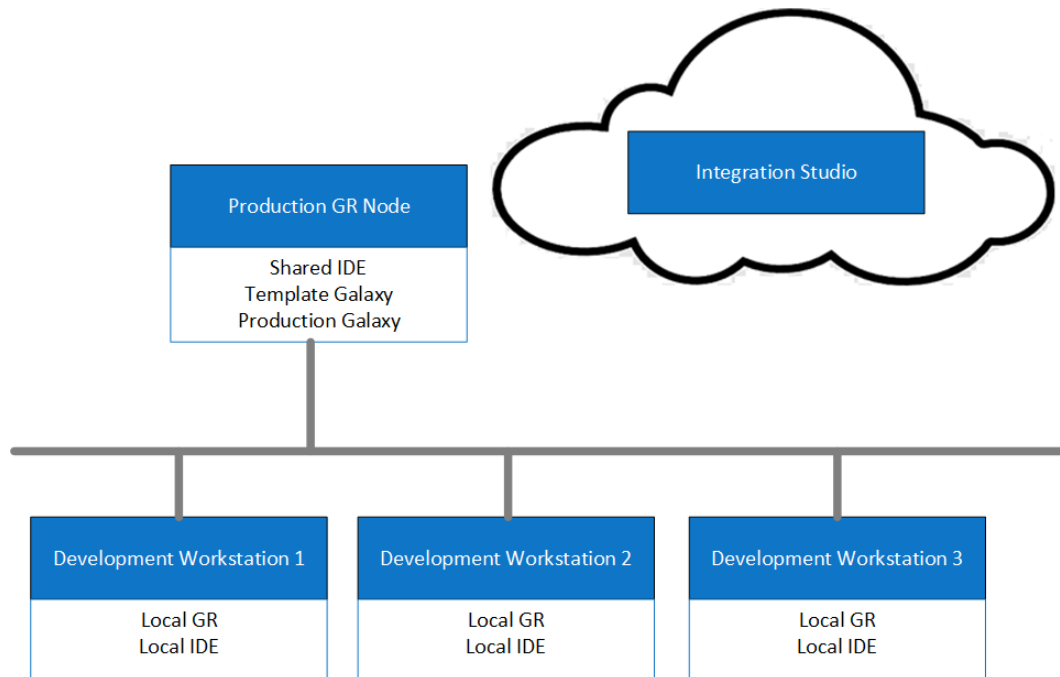 Integration Studio
Production GR Node
Shared IDE
Template Galaxy
Production Galaxy
Development Workstation 1
Local GR
Local IDE
Development Workstation 2
Local GR
Local IDE
Development Workstation 3
Local GR
Local IDE